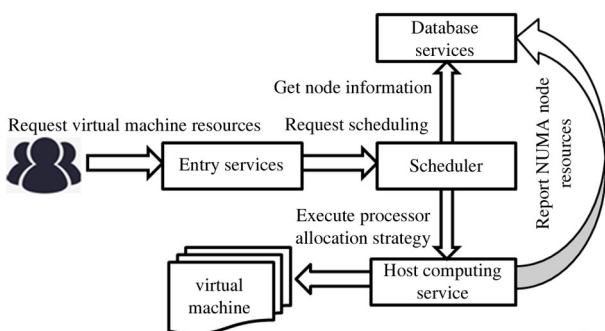 Database
services
Get node information
Request virtual machine resources
Request scheduling
Entry services
Scheduler
Report NUMA node
resources
Execute processor
allocation strategy
Host computing
service
virtual
machine